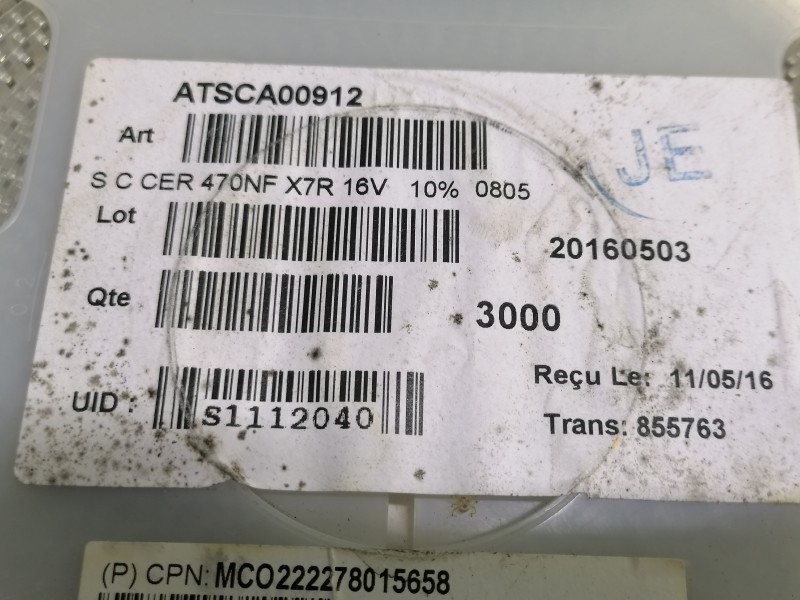 ATSCA00912
Art
JE
S C CER 470NF X7R 16V 10% 0805
Lot
20160503
Qte
3000
Reçu Le: 11/05/16
UID :
S1112040
Trans: 855763
(P) CPN: MCO222278015658